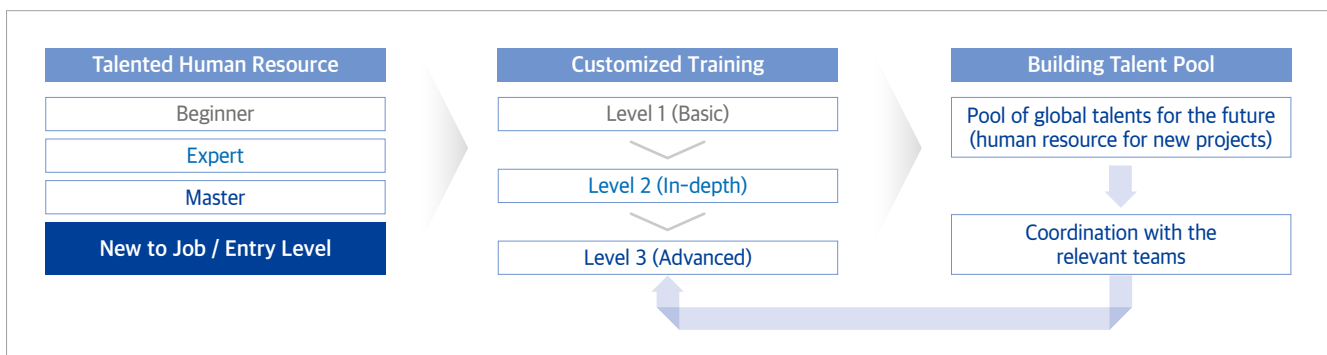 Talented Human Resource
Beginner
Expert
Master
New to Job / Entry Level
Customized Training
Level 1 (Basic)
Level 2 (In-depth)
Level 3 (Advanced)
Building Talent Pool
Pool of global talents for the future
(human resource for new projects)
Coordination with the
relevant teams